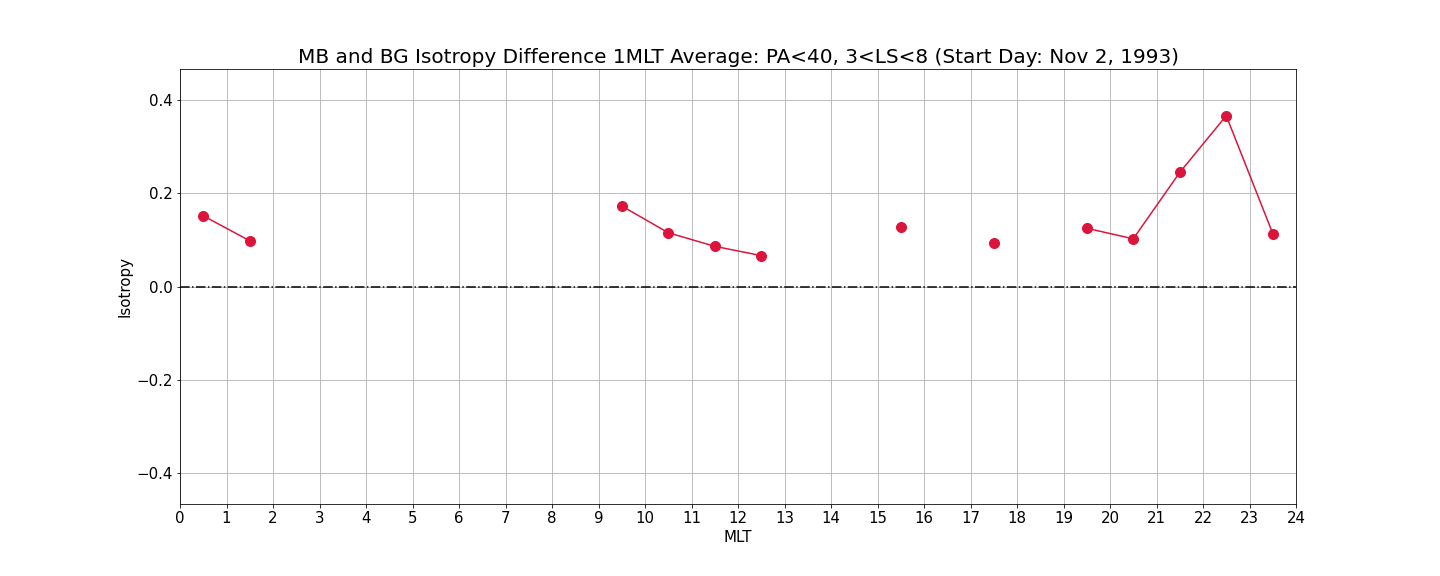 MB and BG Isotropy Difference 1MLT Average: PA<40, 3<LS<8 (Start Day: Nov 2, 1993)
0.4
0.2
0.0
−0.2
−0.4
Isotropy
0 1 2 3 4 5 6 7 8 9 10 11 12 13 14 15 16 17 18 19 20 21 22 23 24
MLT